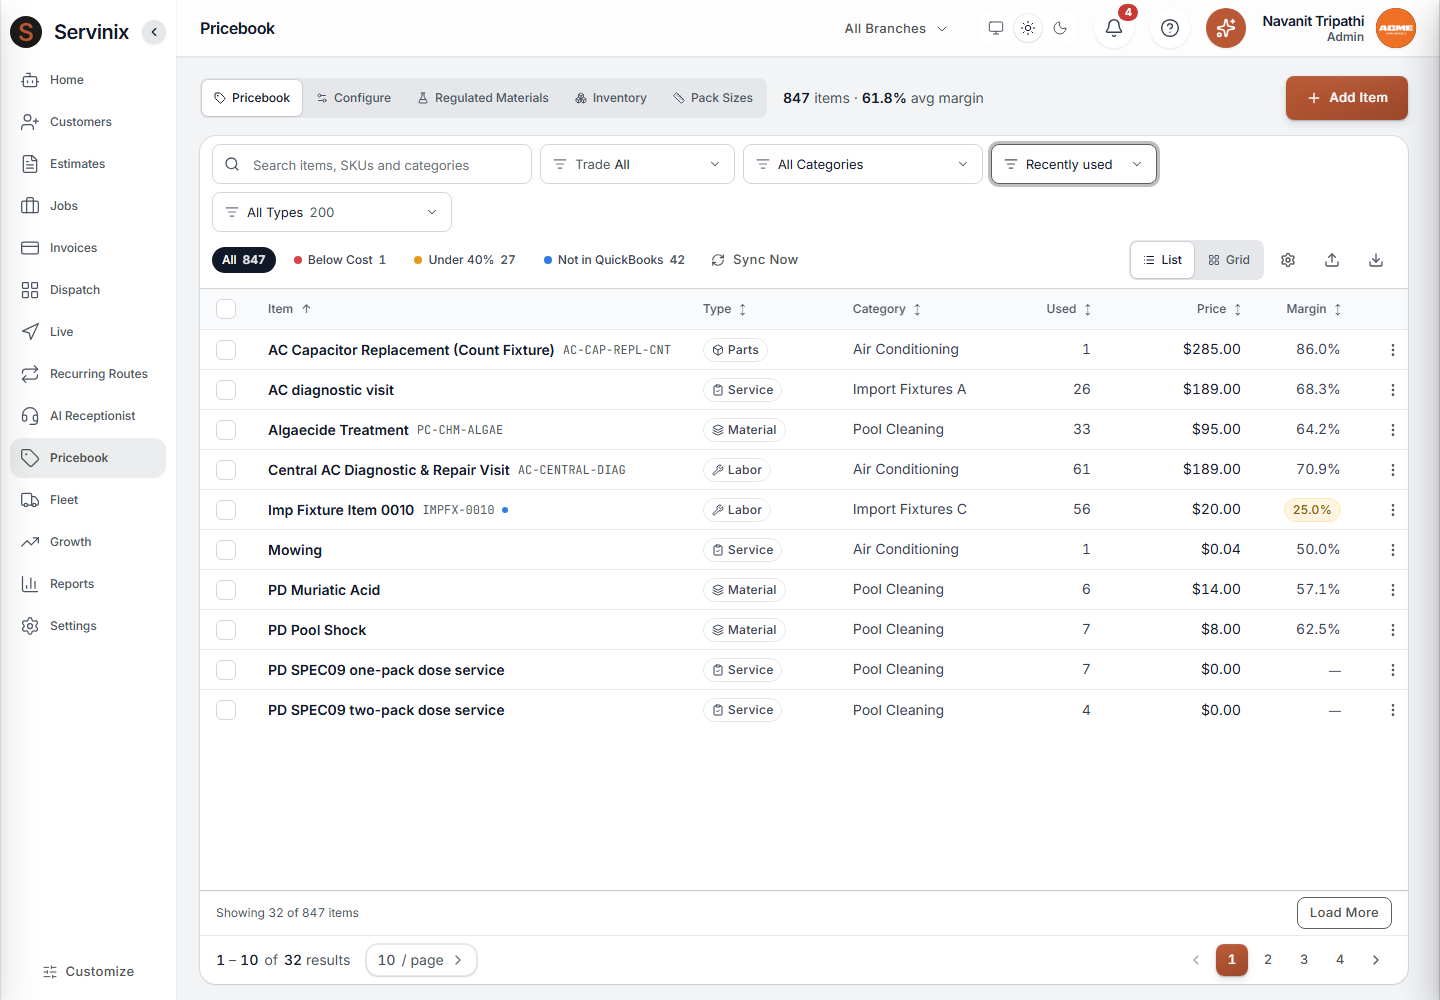 S Servinix
Home
Customers
Estimates
Jobs
Invoices
Dispatch
Live
Recurring Routes
AI Receptionist
Pricebook
Fleet
Growth
Reports
Settings
Customize
Pricebook
All Branches
4
Navanit Tripathi
Admin
ACME
Pricebook Configure Regulated Materials Inventory Pack Sizes 847 items · 61.8% avg margin
Add Item
Search items, SKUs and categories Trade All All Categories Recently used
All Types 200
All 847 Below Cost 1 Under 40% 27 Not in QuickBooks 42 Sync Now List Grid
Item Type Category Used Price Margin
AC Capacitor Replacement (Count Fixture) AC-CAP-REPL-CNT Parts Air Conditioning 1 $285.00 86.0%
AC diagnostic visit Service Import Fixtures A 26 $189.00 68.3%
Algaecide Treatment PC-CHM-ALGAE Material Pool Cleaning 33 $95.00 64.2%
Central AC Diagnostic & Repair Visit AC-CENTRAL-DIAG Labor Air Conditioning 61 $189.00 70.9%
Imp Fixture Item 0010 IMPFX-0010 Labor Import Fixtures C 56 $20.00 25.0%
Mowing Service Air Conditioning 1 $0.04 50.0%
PD Muriatic Acid Material Pool Cleaning 6 $14.00 57.1%
PD Pool Shock Material Pool Cleaning 7 $8.00 62.5%
PD SPEC09 one-pack dose service Service Pool Cleaning 7 $0.00 —
PD SPEC09 two-pack dose service Service Pool Cleaning 4 $0.00 —
Showing 32 of 847 items Load More
1 – 10 of 32 results 10 / page 1 2 3 4